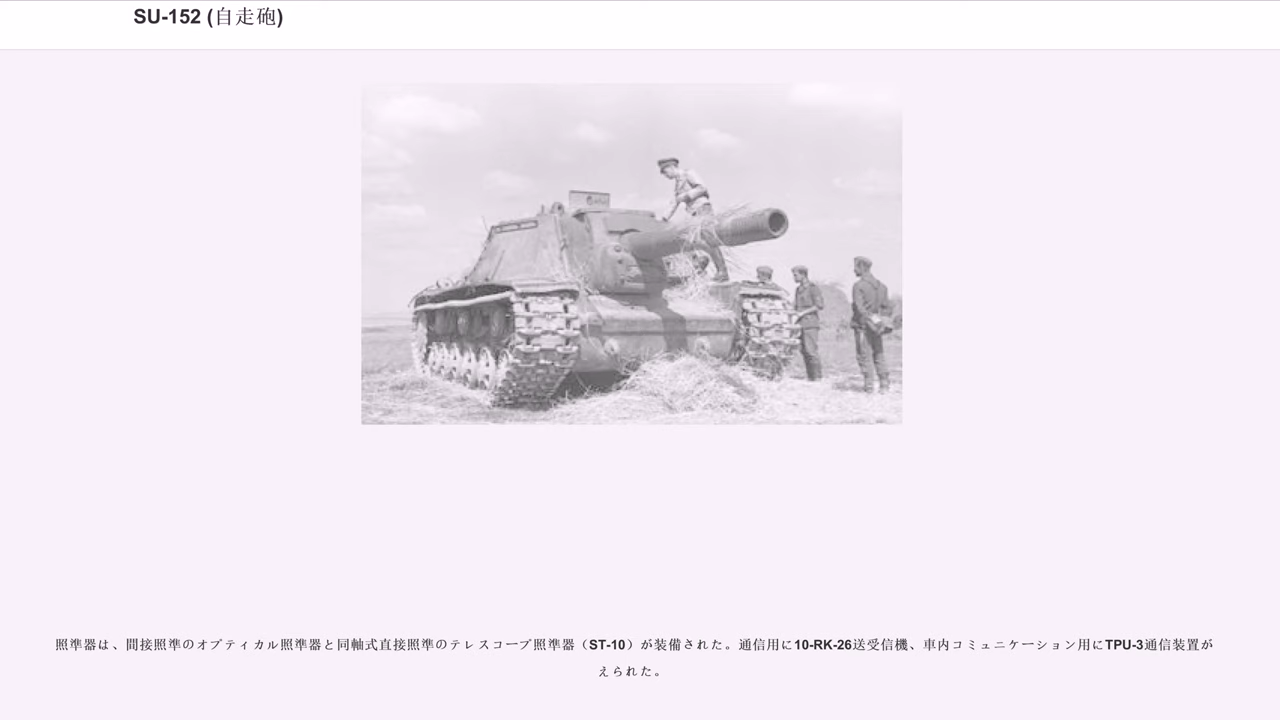 SU-152 (自走砲)
照準器は、間接照準のオプティカル照準器と同軸式直接照準のテレスコープ照準器（ST-10）が装備された。通信用に10-RK-26送受信機、車内コミュニケーション用にTPU-3通信装置が
えられた。